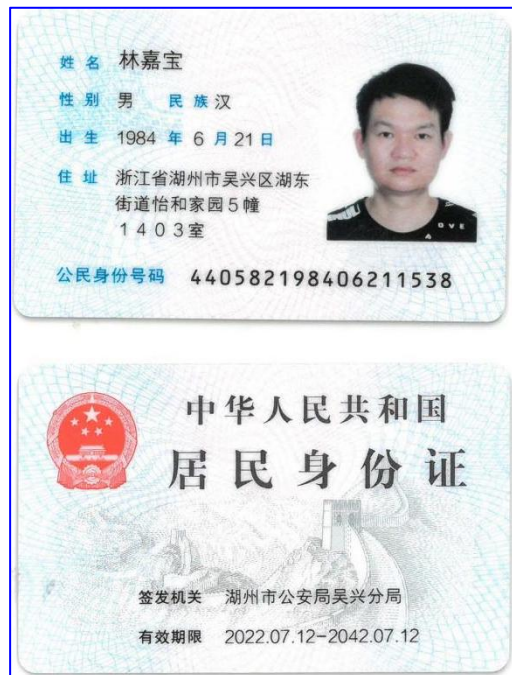 姓名 林嘉宝
性别 男 民族 汉
出生 1984 年 6 月 21 日
住址 浙江省湖州市吴兴区湖东
街道怡和家园5幢
1403室
OVE
公民身份号码 440582198406211538
中华人民共和国
居民身份证
签发机关 湖州市公安局吴兴分局
有效期限 2022.07.12-2042.07.12